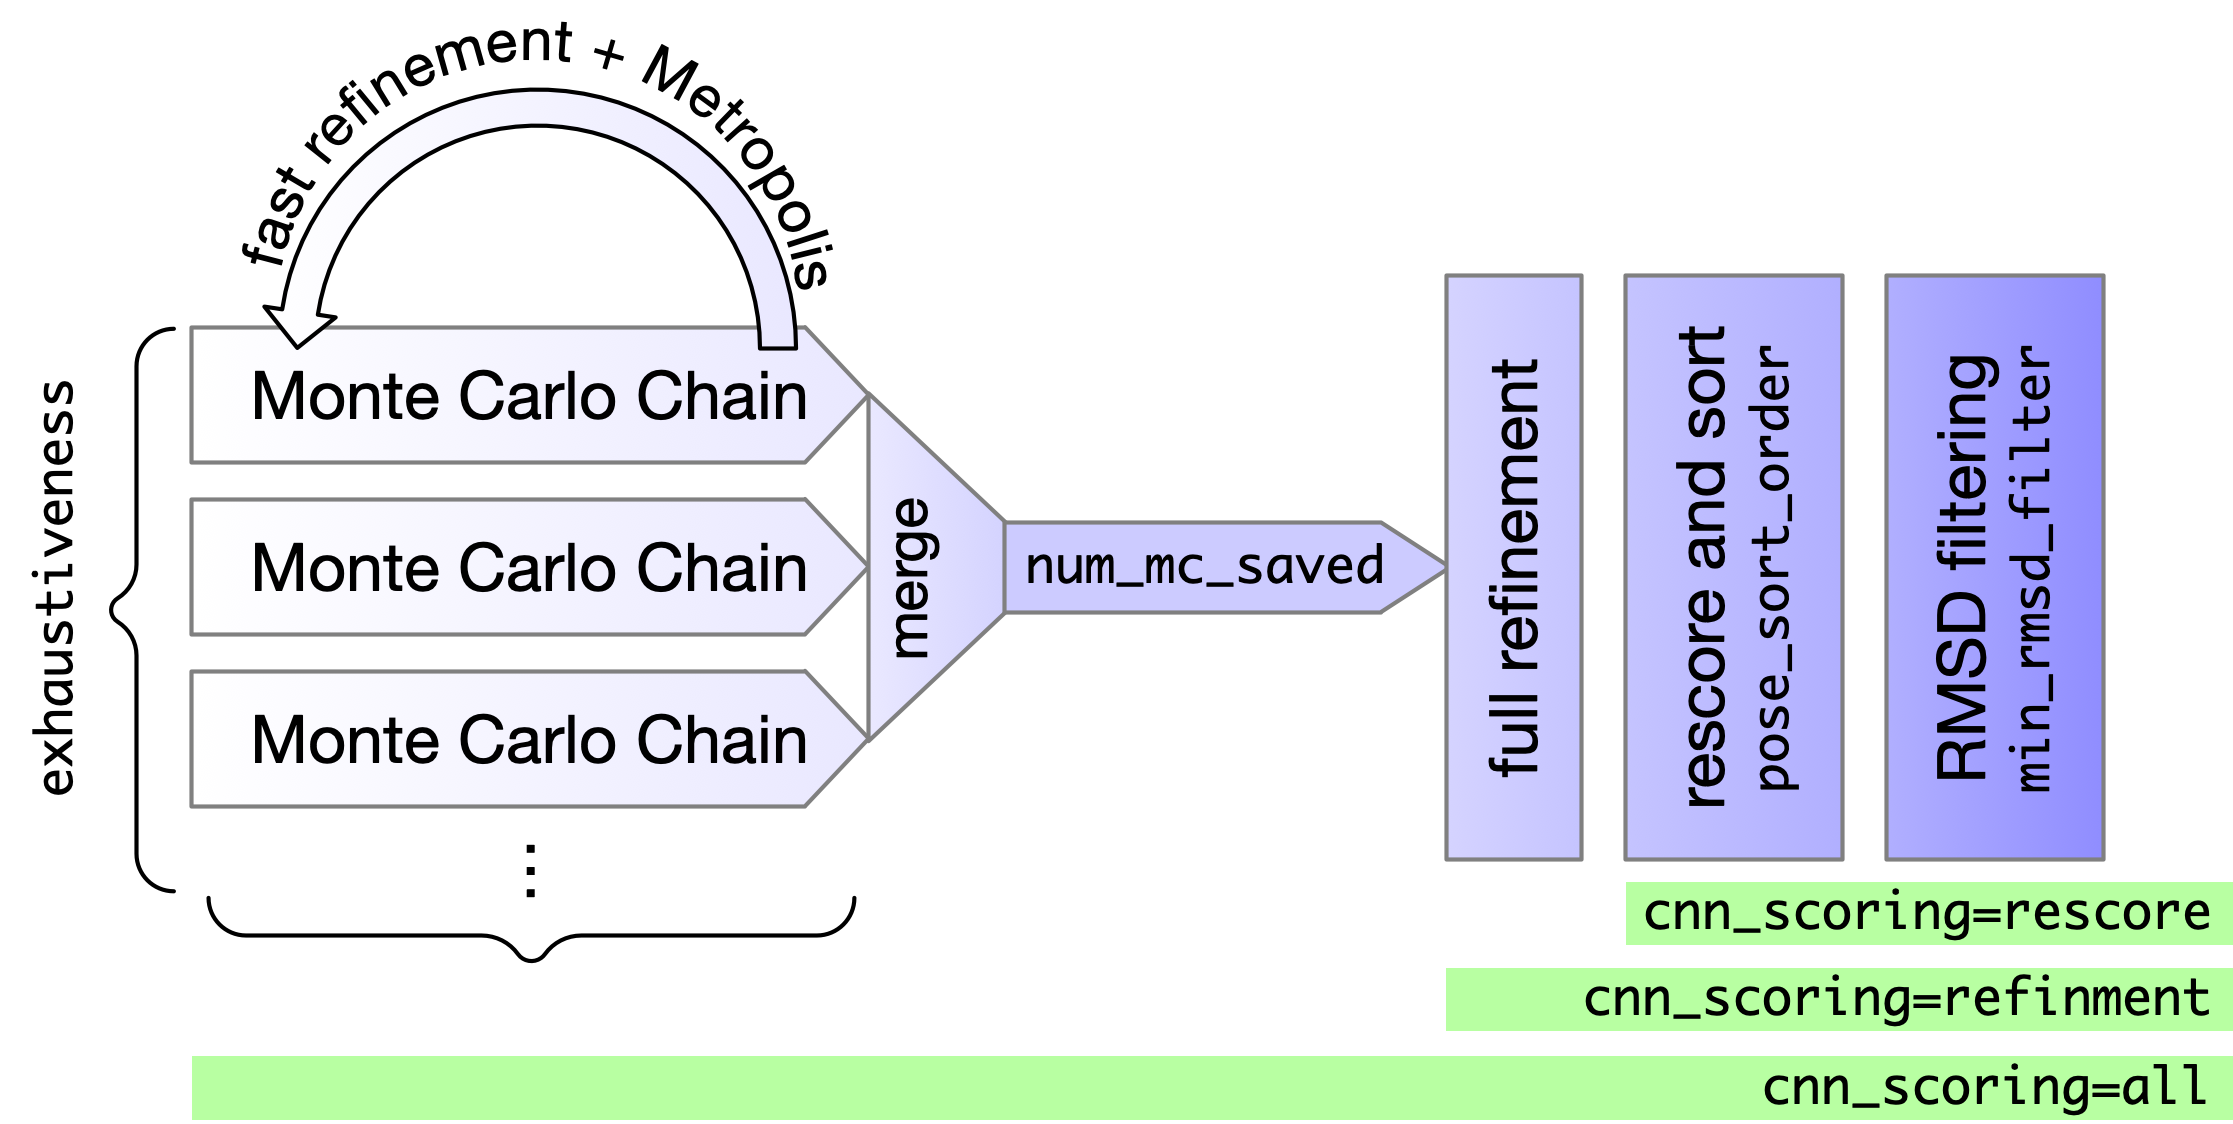 fast refinement + Metropolis
exhaustiveness
Monte Carlo Chain
Monte Carlo Chain
Monte Carlo Chain
⋮
merge
num_mc_saved
full refinement
rescore and sort
pose_sort_order
RMSD filtering
min_rmsd_filter
cnn_scoring=rescore
cnn_scoring=refinment
cnn_scoring=all